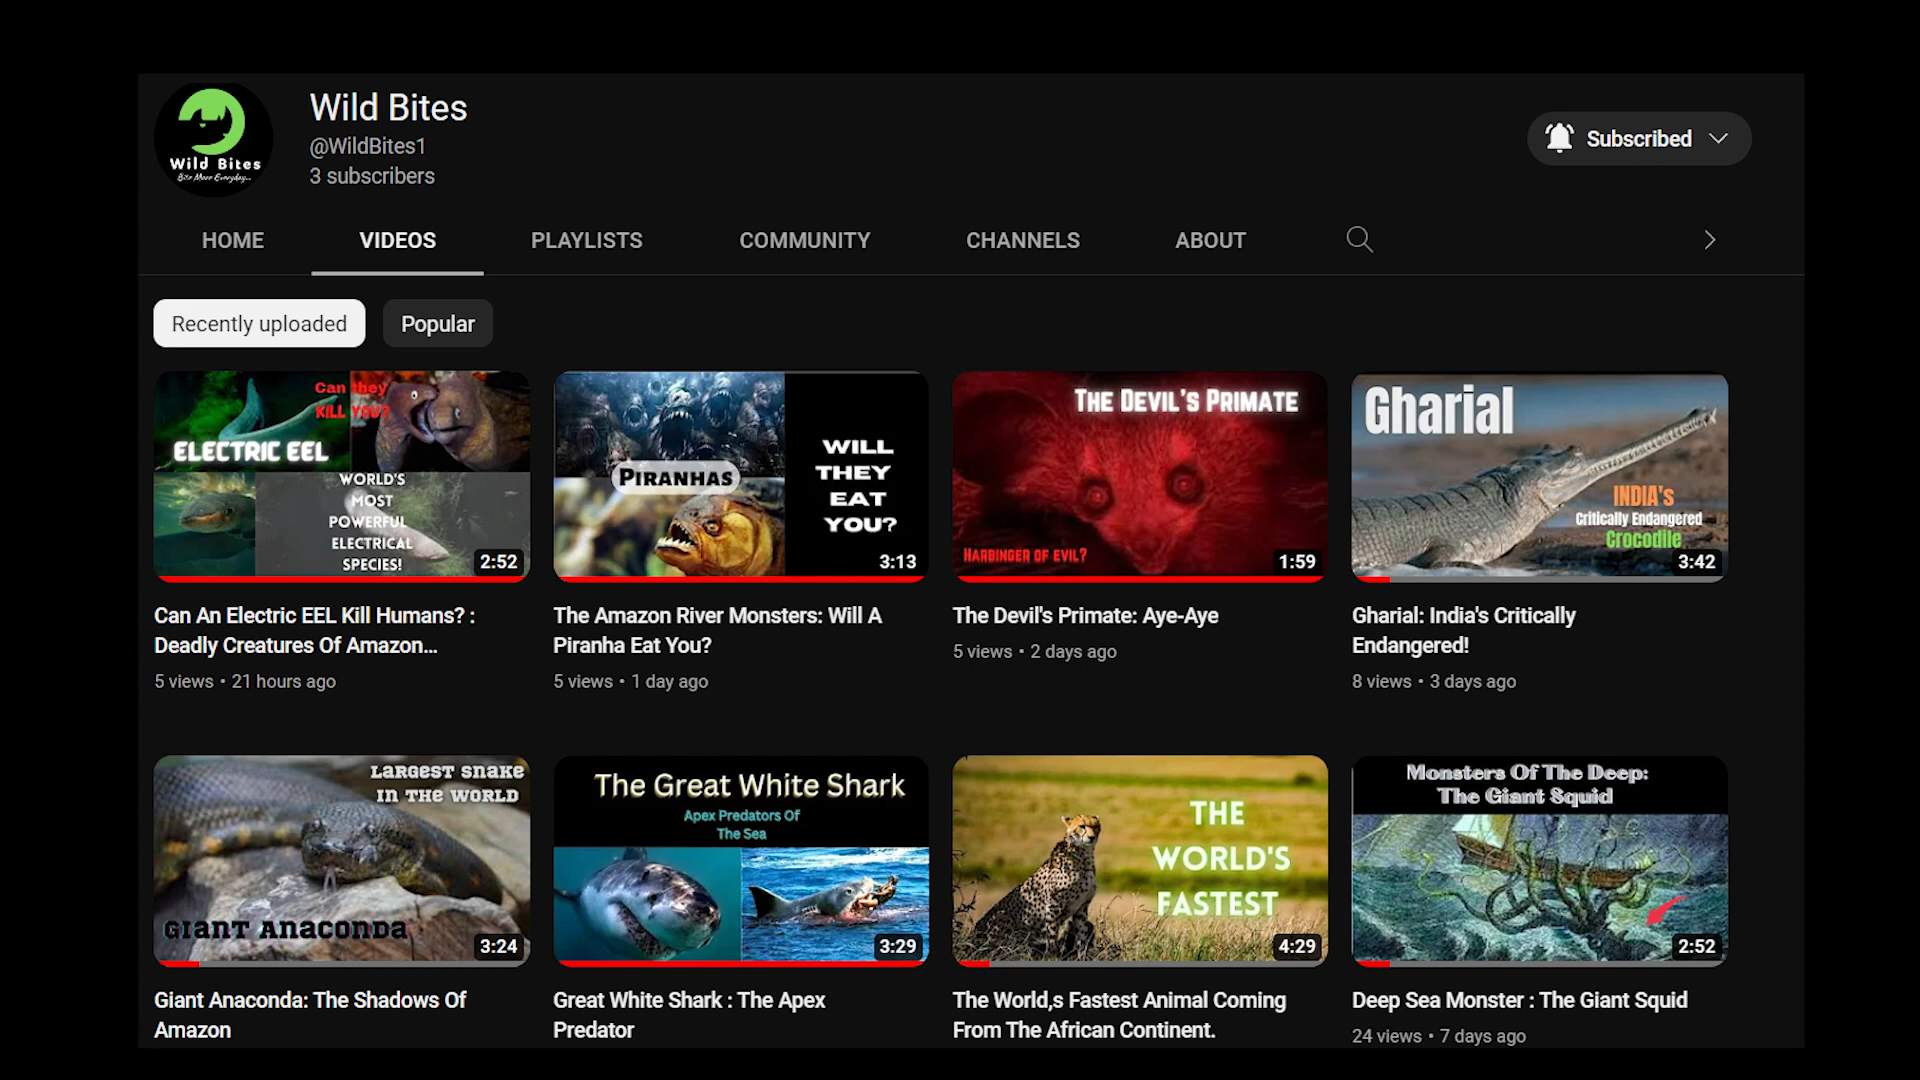 Wild Bites
Bite More Everyday...
Wild Bites
@WildBites1
3 subscribers
Subscribed
HOME
VIDEOS
PLAYLISTS
COMMUNITY
CHANNELS
ABOUT
Recently uploaded
Popular
Can they
KILL YOU?
ELECTRIC EEL
WORLD'S
MOST
POWERFUL
ELECTRICAL
SPECIES!
2:52
PIRANHAS
WILL
THEY
EAT
YOU?
3:13
THE DEVIL'S PRIMATE
HARBINGER OF EVIL?
1:59
Gharial
INDIA's
Critically Endangered
Crocodile
3:42
Can An Electric EEL Kill Humans? :
Deadly Creatures Of Amazon...
5 views • 21 hours ago
The Amazon River Monsters: Will A
Piranha Eat You?
5 views • 1 day ago
The Devil's Primate: Aye-Aye
5 views • 2 days ago
Gharial: India's Critically
Endangered!
8 views • 3 days ago
Largest snake
in the world
Giant Anaconda
3:24
The Great White Shark
Apex Predators Of
The Sea
3:29
THE
WORLD'S
FASTEST
4:29
Monsters Of The Deep:
The Giant Squid
2:52
Giant Anaconda: The Shadows Of
Amazon
Great White Shark : The Apex
Predator
The World,s Fastest Animal Coming
From The African Continent.
Deep Sea Monster : The Giant Squid
24 views • 7 days ago